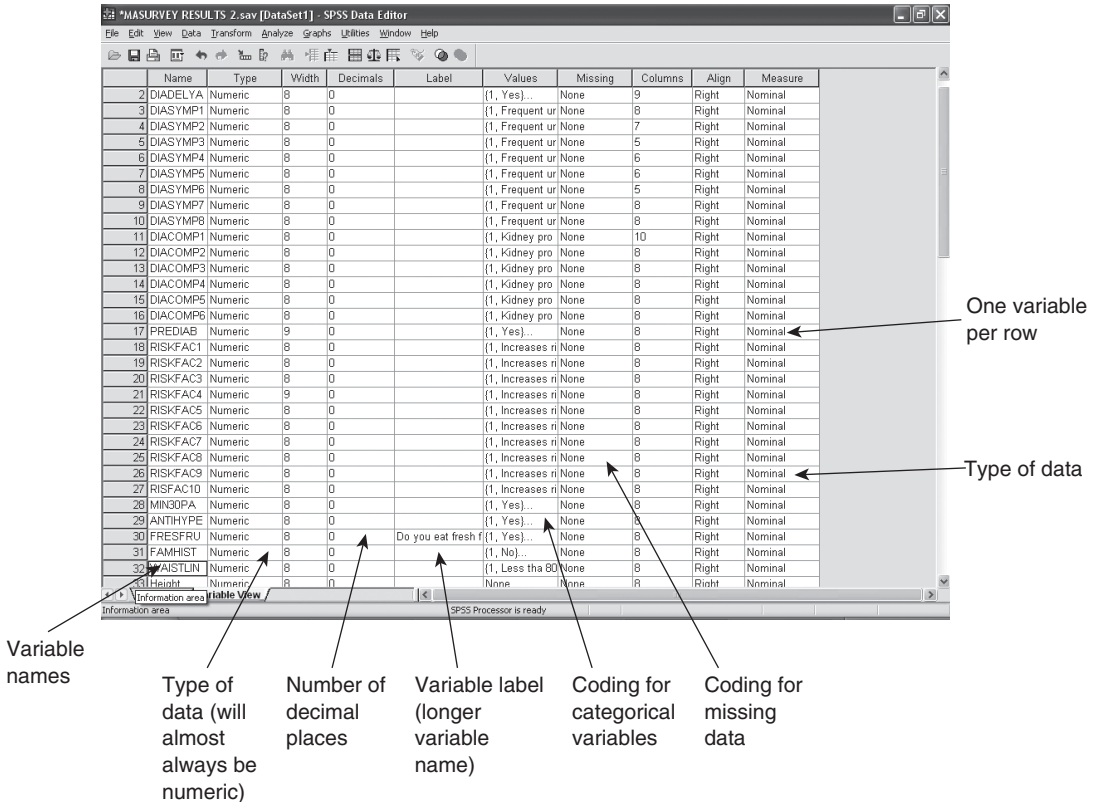 *MASURVEY RESULTS 2.sav [DataSet1] - SPSS Data Editor
File Edit View Data Transform Analyze Graphs Utilities Window Help
Name Type Width Decimals Label Values Missing Columns Align Measure
2 DIADELYA Numeric 8 0 {1, Yes}... None 9 Right Nominal
3 DIASYMP1 Numeric 8 0 {1, Frequent ur None 8 Right Nominal
4 DIASYMP2 Numeric 8 0 {1, Frequent ur None 7 Right Nominal
5 DIASYMP3 Numeric 8 0 {1, Frequent ur None 5 Right Nominal
6 DIASYMP4 Numeric 8 0 {1, Frequent ur None 6 Right Nominal
7 DIASYMP5 Numeric 8 0 {1, Frequent ur None 6 Right Nominal
8 DIASYMP6 Numeric 8 0 {1, Frequent ur None 5 Right Nominal
9 DIASYMP7 Numeric 8 0 {1, Frequent ur None 8 Right Nominal
10 DIASYMP8 Numeric 8 0 {1, Frequent ur None 8 Right Nominal
11 DIACOMP1 Numeric 8 0 {1, Kidney pro None 10 Right Nominal
12 DIACOMP2 Numeric 8 0 {1, Kidney pro None 8 Right Nominal
13 DIACOMP3 Numeric 8 0 {1, Kidney pro None 8 Right Nominal
14 DIACOMP4 Numeric 8 0 {1, Kidney pro None 8 Right Nominal
15 DIACOMP5 Numeric 8 0 {1, Kidney pro None 8 Right Nominal
16 DIACOMP6 Numeric 8 0 {1, Kidney pro None 8 Right Nominal
17 PREDIAB Numeric 9 0 {1, Yes}... None 8 Right Nominal
18 RISKFAC1 Numeric 8 0 {1, Increases ri None 8 Right Nominal
19 RISKFAC2 Numeric 8 0 {1, Increases ri None 8 Right Nominal
20 RISKFAC3 Numeric 8 0 {1, Increases ri None 8 Right Nominal
21 RISKFAC4 Numeric 9 0 {1, Increases ri None 8 Right Nominal
22 RISKFAC5 Numeric 8 0 {1, Increases ri None 8 Right Nominal
23 RISKFAC6 Numeric 8 0 {1, Increases ri None 8 Right Nominal
24 RISKFAC7 Numeric 8 0 {1, Increases ri None 8 Right Nominal
25 RISKFAC8 Numeric 8 0 {1, Increases ri None 8 Right Nominal
26 RISKFAC9 Numeric 8 0 {1, Increases ri None 8 Right Nominal
27 RISFAC10 Numeric 8 0 {1, Increases ri None 8 Right Nominal
28 MIN30PA Numeric 8 0 {1, Yes}... None 8 Right Nominal
29 ANTIHYPE Numeric 8 0 {1, Yes}... None 8 Right Nominal
30 FRESFRU Numeric 8 0 Do you eat fresh f {1, Yes}... None 8 Right Nominal
31 FAMHIST Numeric 8 0 {1, No}... None 8 Right Nominal
32 WAISTLIN Numeric 8 0 {1, Less tha 80 None 8 Right Nominal
33 Height Numeric 8 0 None None 8 Right Nominal
Information area
Variable View
Information area SPSS Processor is ready
One variable
per row
Type of data
Variable
names
Type of
data (will
almost
always be
numeric)
Number of
decimal
places
Variable label
(longer
variable
name)
Coding for
categorical
variables
Coding for
missing
data